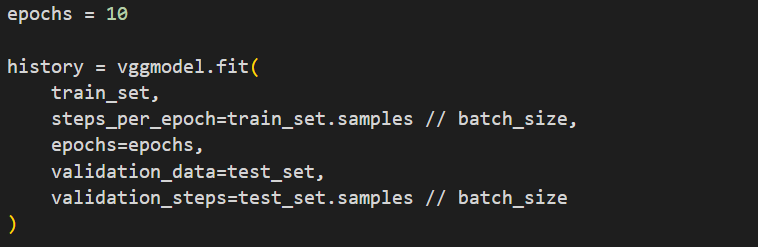 epochs = 10

history = vggmodel.fit(
    train_set,
    steps_per_epoch=train_set.samples // batch_size,
    epochs=epochs,
    validation_data=test_set,
    validation_steps=test_set.samples // batch_size
)